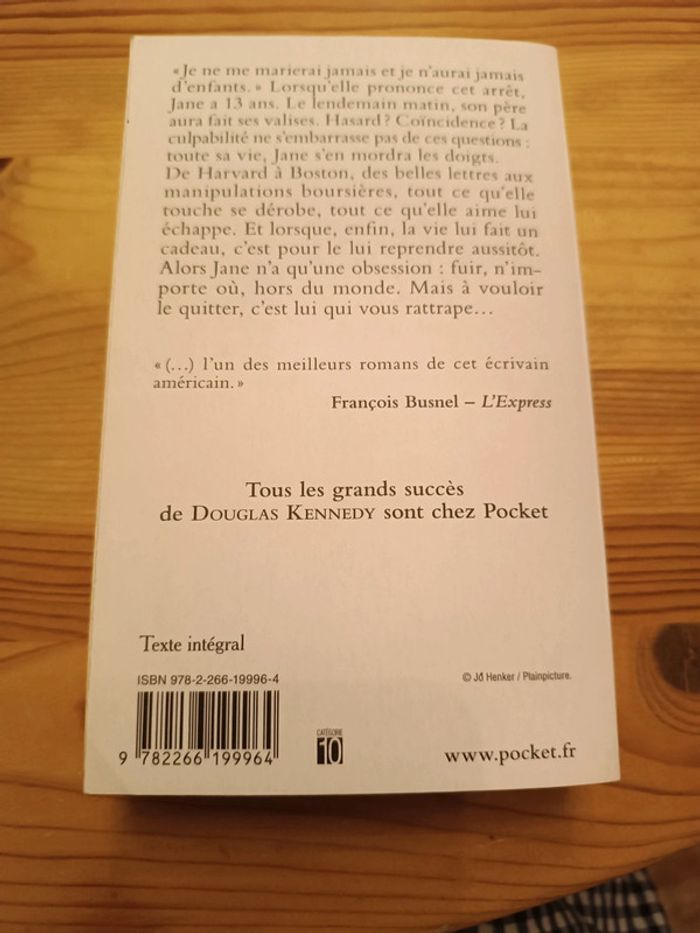 « Je ne me marierai jamais et je n'aurai jamais
d'enfants. » Lorsqu'elle prononce cet arrêt,
Jane a 13 ans. Le lendemain matin, son père
aura fait ses valises. Hasard ? Coïncidence ? La
culpabilité ne s'embarrasse pas de ces questions :
toute sa vie, Jane s'en mordra les doigts.
De Harvard à Boston, des belles lettres aux
manipulations boursières, tout ce qu'elle
touche se dérobe, tout ce qu'elle aime lui
échappe. Et lorsque, enfin, la vie lui fait un
cadeau, c'est pour le lui reprendre aussitôt.
Alors Jane n'a qu'une obsession : fuir, n'im-
porte où, hors du monde. Mais à vouloir
le quitter, c'est lui qui vous rattrape…
« (…) l'un des meilleurs romans de cet écrivain
américain. »
François Busnel – L'Express
Tous les grands succès
de DOUGLAS KENNEDY sont chez Pocket
Texte intégral
ISBN 978-2-266-19996-4
© Jo Henker / Plainpicture.
9 782266 199964
CATÉGORIE
10
www.pocket.fr